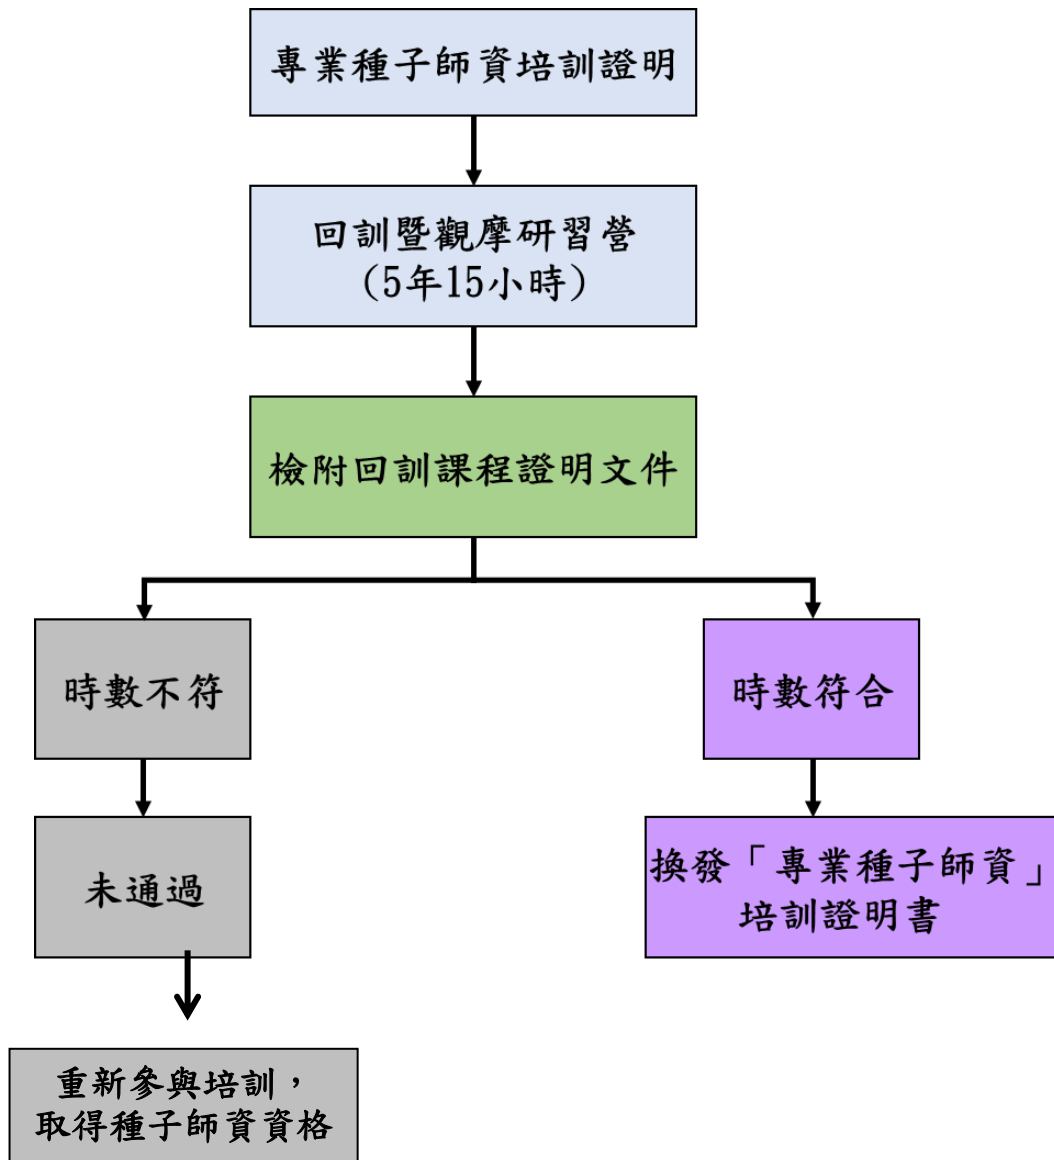 專業種子師資培訓證明
回訓暨觀摩研習營
(5年15小時)
檢附回訓課程證明文件
時數不符
時數符合
未通過
換發「專業種子師資」
培訓證明書
重新參與培訓，
取得種子師資資格